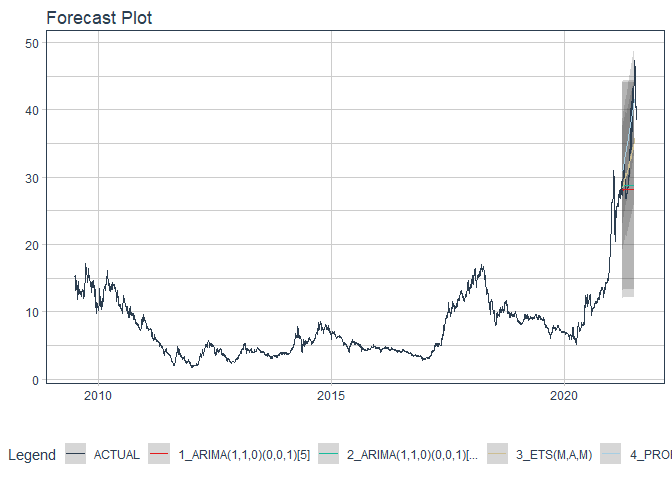 Forecast Plot
50
40
30
20
10
0
2010 2015 2020
Legend ACTUAL 1_ARIMA(1,1,0)(0,0,1)[5] 2_ARIMA(1,1,0)(0,0,1)[... 3_ETS(M,A,M) 4_PRO